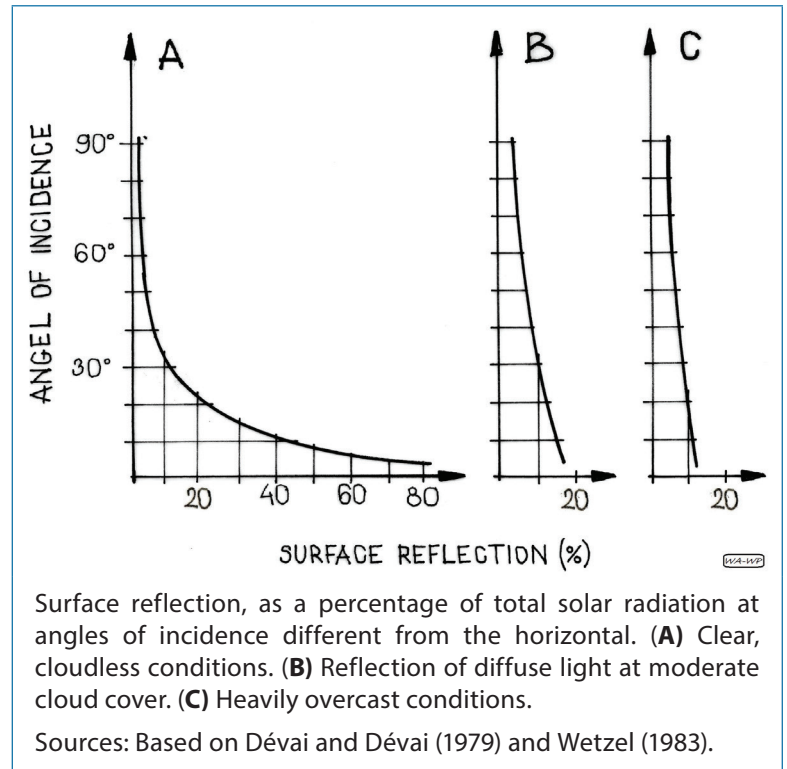 A B C
ANGEL OF INCIDENCE
90°
60°
30°
20 40 60 80 20 20
SURFACE REFLECTION (%)
WA-WP
Surface reflection, as a percentage of total solar radiation at
angles of incidence different from the horizontal. (A) Clear,
cloudless conditions. (B) Reflection of diffuse light at moderate
cloud cover. (C) Heavily overcast conditions.
Sources: Based on Dévai and Dévai (1979) and Wetzel (1983).